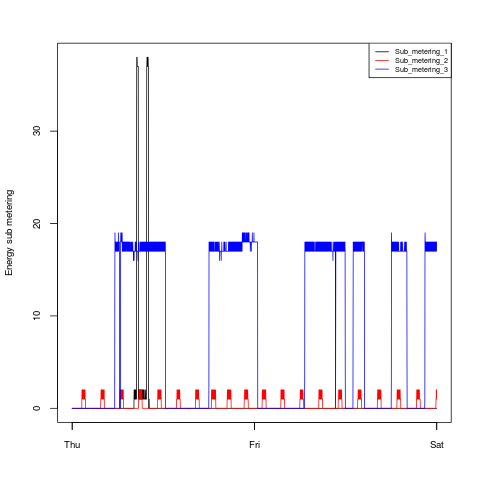 Sub_metering_1
Sub_metering_2
Sub_metering_3
Energy sub metering
30
20
10
0
Thu Fri Sat